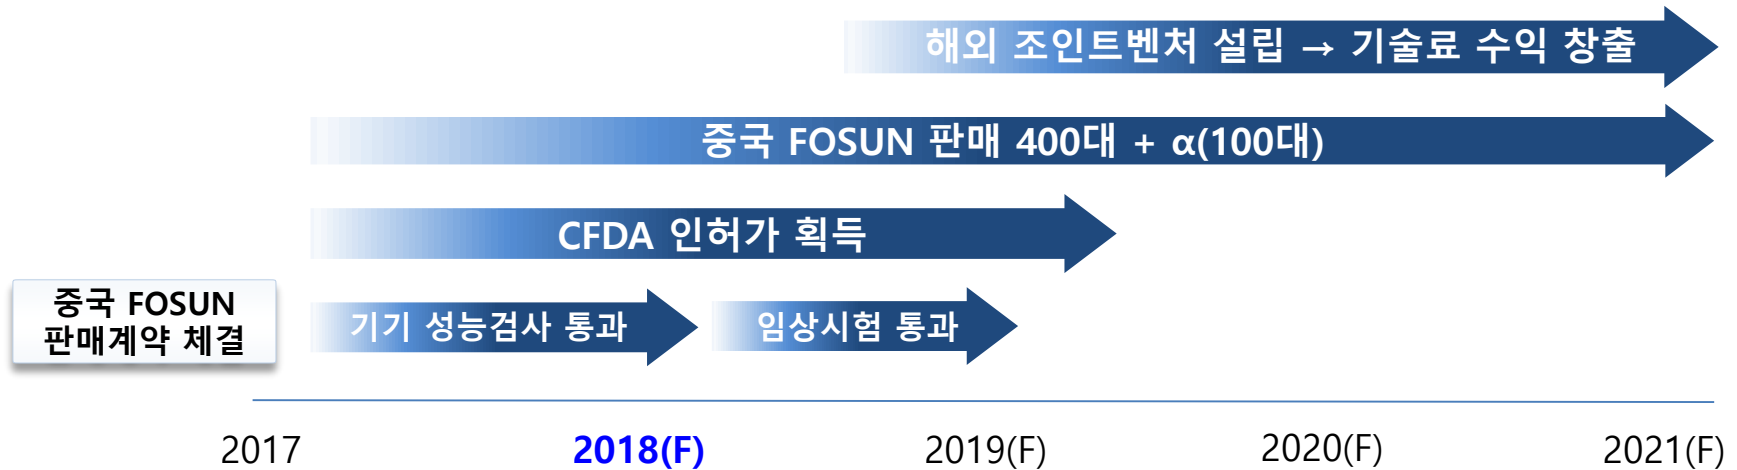 해외 조인트벤처 설립 → 기술료 수익 창출
중국 FOSUN 판매 400대 + α(100대)
CFDA 인허가 획득
중국 FOSUN
판매계약 체결
기기 성능검사 통과
임상시험 통과
2017
2018(F)
2019(F)
2020(F)
2021(F)